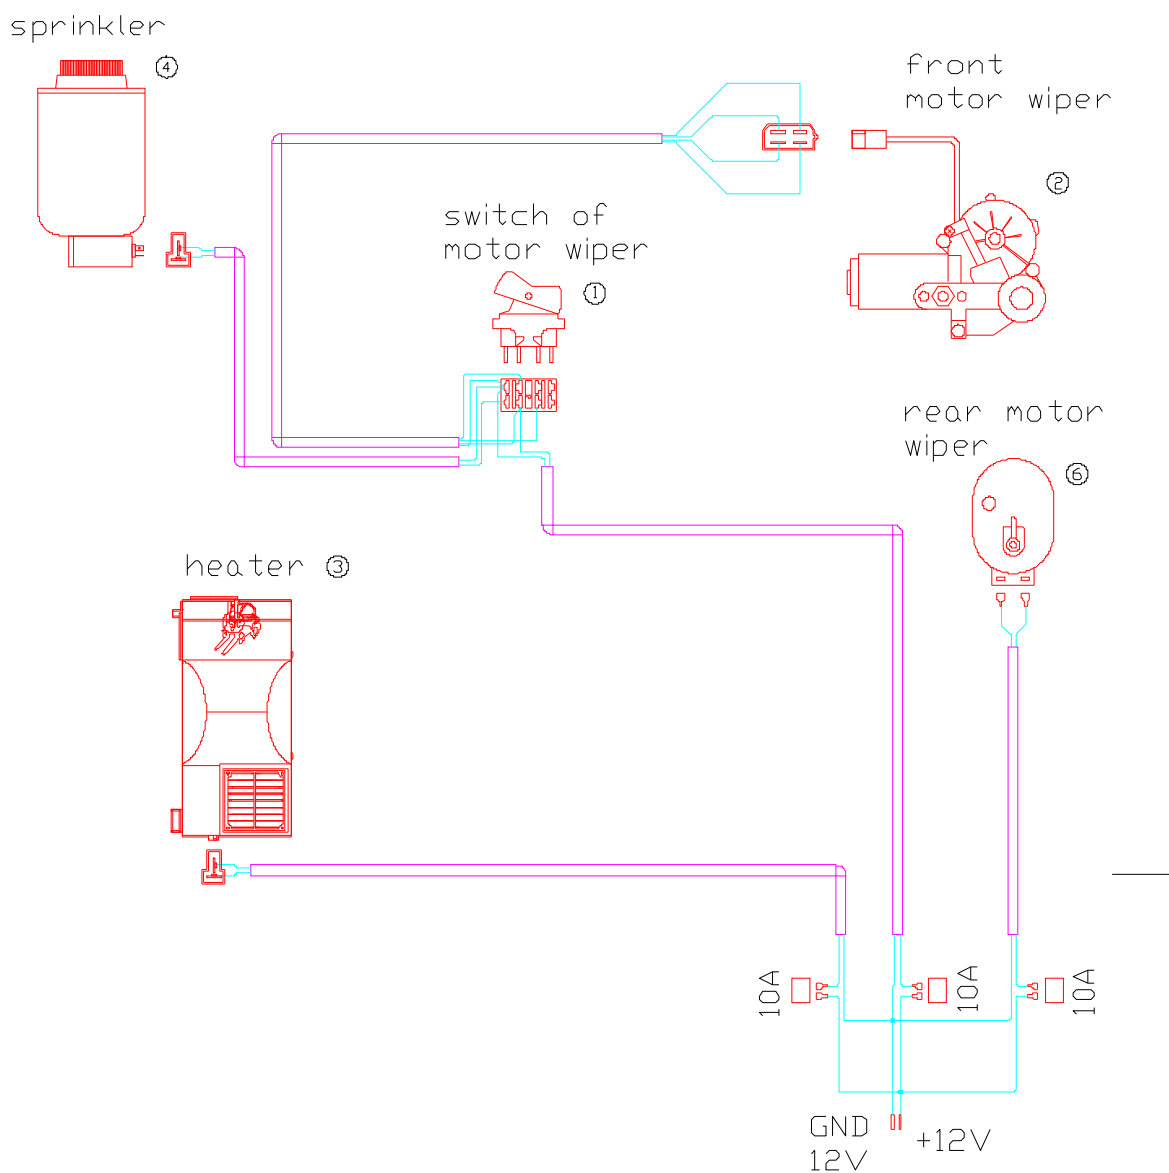 sprinkler
4
front
motor wiper
2
switch of
motor wiper
1
rear motor
wiper
6
heater 3
10A
10A
10A
GND
12V
+12V